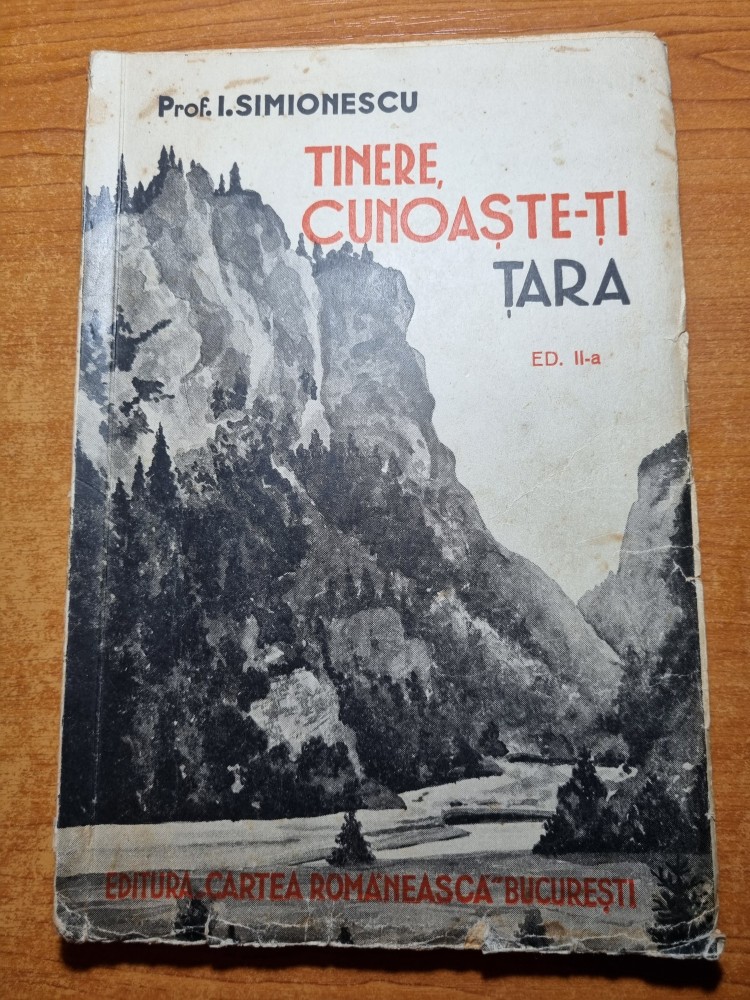 Prof. I. SIMIONESCU
TINERE,
CUNOAȘTE-ȚI
ȚARA
ED. II-a
EDITURA „CARTEA ROMÂNEASCĂ" BUCUREȘTI